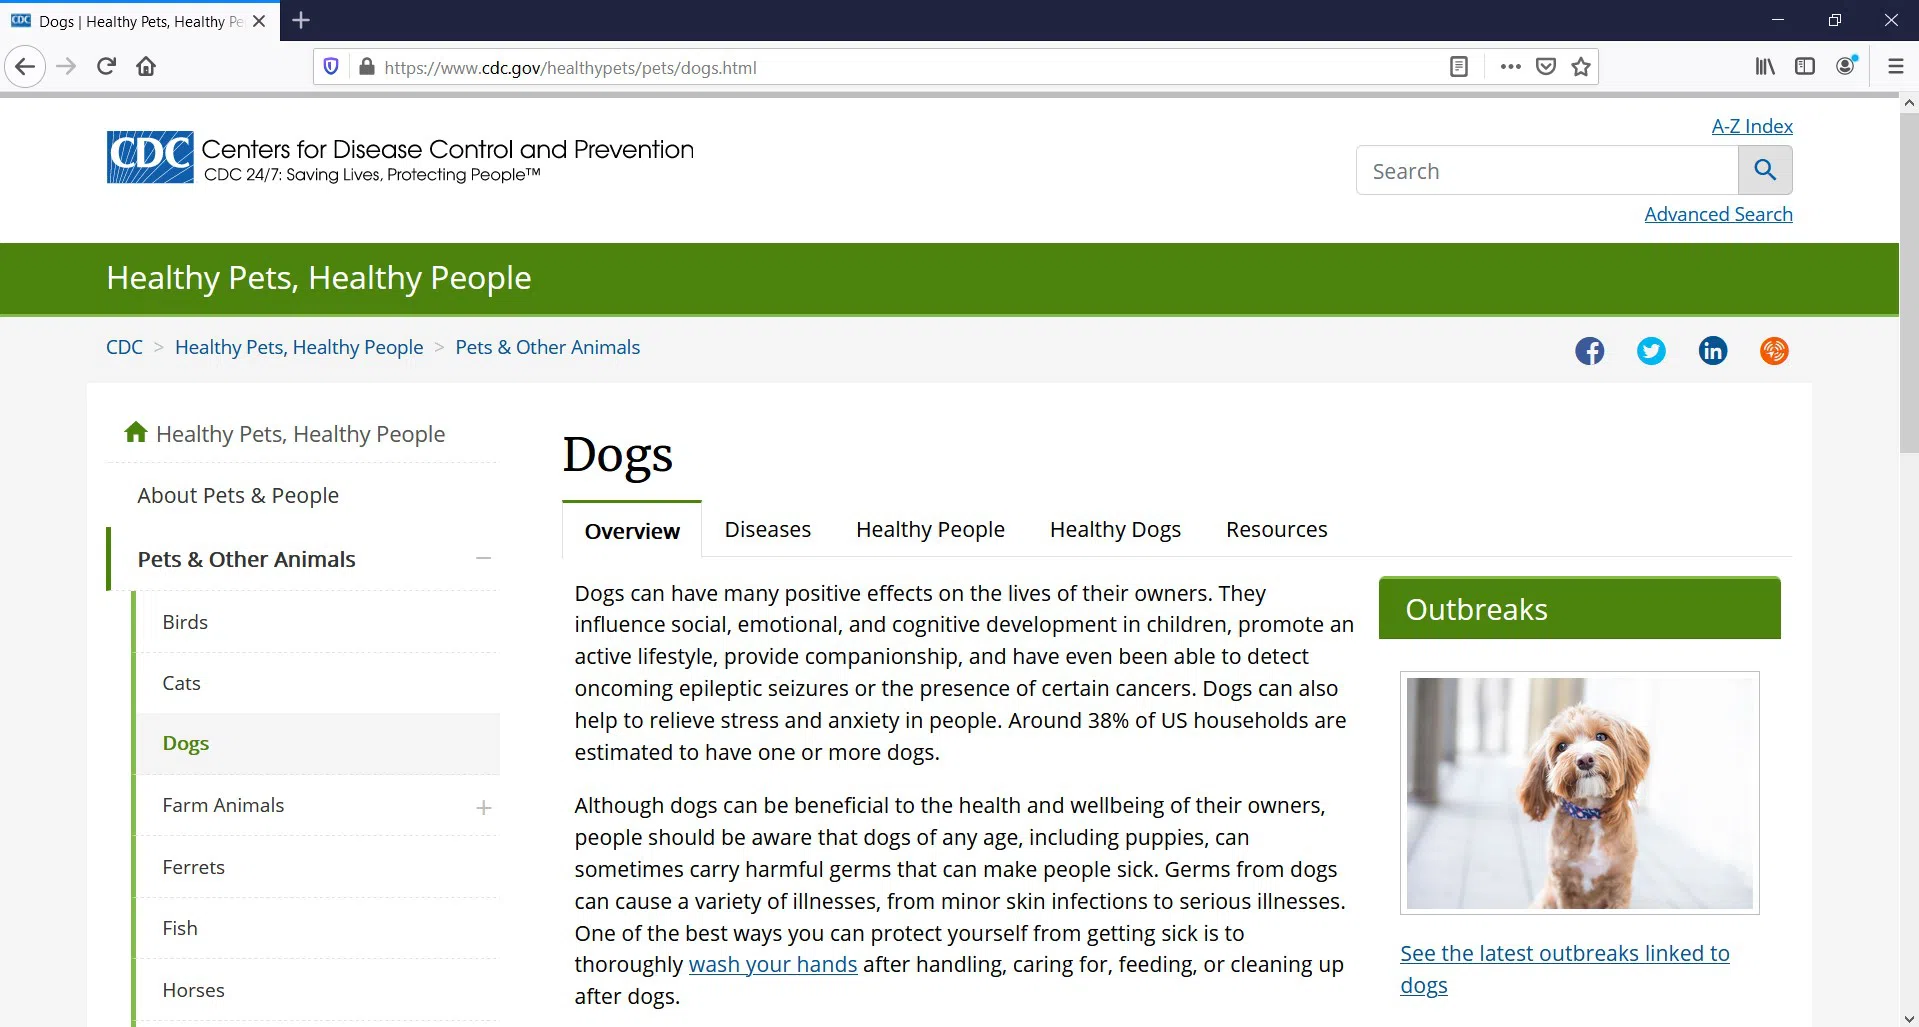 Dogs | Healthy Pets, Healthy Pe
https://www.cdc.gov/healthypets/pets/dogs.html
CDC
Centers for Disease Control and Prevention
CDC 24/7: Saving Lives, Protecting People™
A-Z Index
Search
Advanced Search
Healthy Pets, Healthy People
CDC > Healthy Pets, Healthy People > Pets & Other Animals
Healthy Pets, Healthy People
About Pets & People
Pets & Other Animals
Birds
Cats
Dogs
Farm Animals
Ferrets
Fish
Horses
Dogs
Overview Diseases Healthy People Healthy Dogs Resources
Dogs can have many positive effects on the lives of their owners. They
influence social, emotional, and cognitive development in children, promote an
active lifestyle, provide companionship, and have even been able to detect
oncoming epileptic seizures or the presence of certain cancers. Dogs can also
help to relieve stress and anxiety in people. Around 38% of US households are
estimated to have one or more dogs.
Although dogs can be beneficial to the health and wellbeing of their owners,
people should be aware that dogs of any age, including puppies, can
sometimes carry harmful germs that can make people sick. Germs from dogs
can cause a variety of illnesses, from minor skin infections to serious illnesses.
One of the best ways you can protect yourself from getting sick is to
thoroughly wash your hands after handling, caring for, feeding, or cleaning up
after dogs.
Outbreaks
See the latest outbreaks linked to
dogs